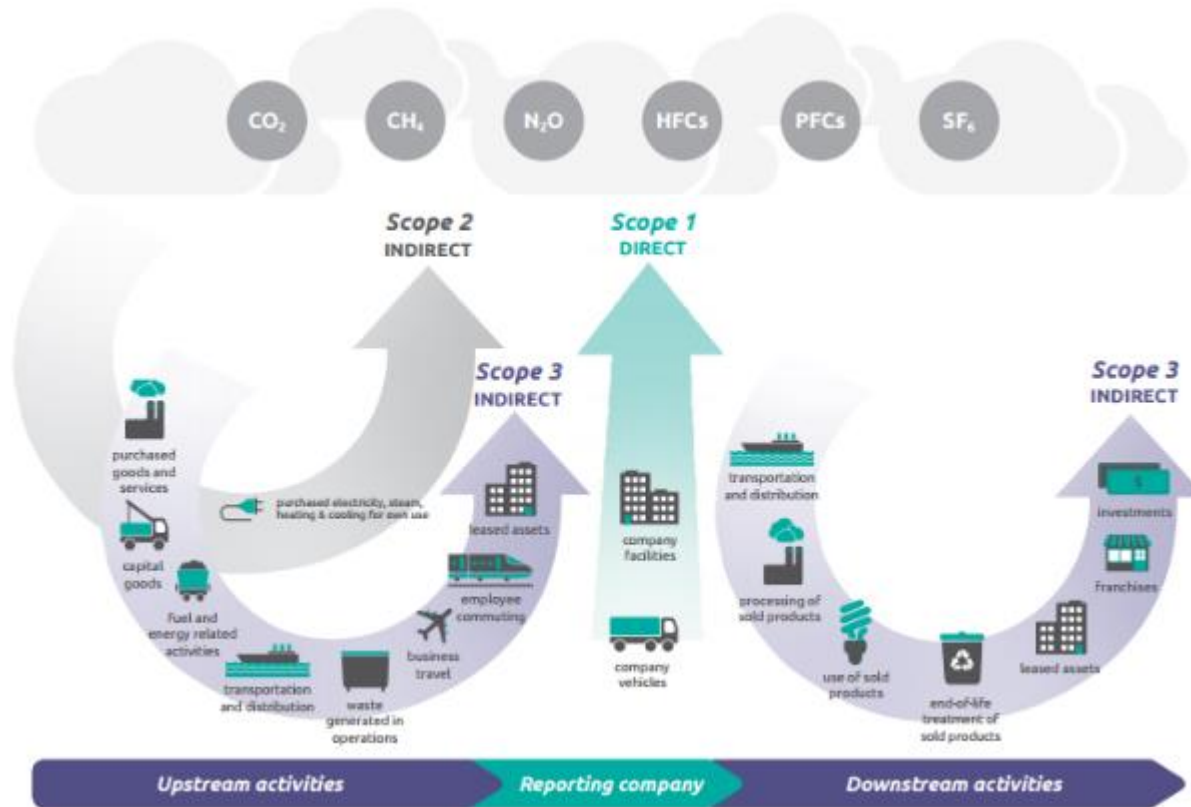 CO₂
CH₄
N₂O
HFCs
PFCs
SF₆
Scope 2
INDIRECT
Scope 1
DIRECT
Scope 3
INDIRECT
Scope 3
INDIRECT
purchased
goods and
services
capital
goods
fuel and
energy related
activities
transportation
and distribution
waste
generated in
operations
business
travel
employee
commuting
leased assets
purchased electricity, steam,
heating & cooling for own use
company
facilities
company
vehicles
transportation
and distribution
processing of
sold products
use of sold
products
end-of-life
treatment of
sold products
leased assets
franchises
investments
$
Upstream activities
Reporting company
Downstream activities